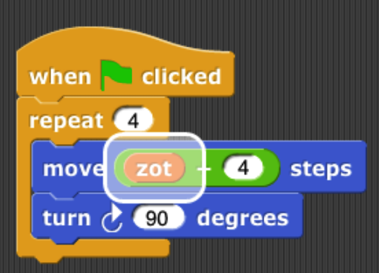 when clicked
repeat 4
move zot - 4 steps
turn 90 degrees